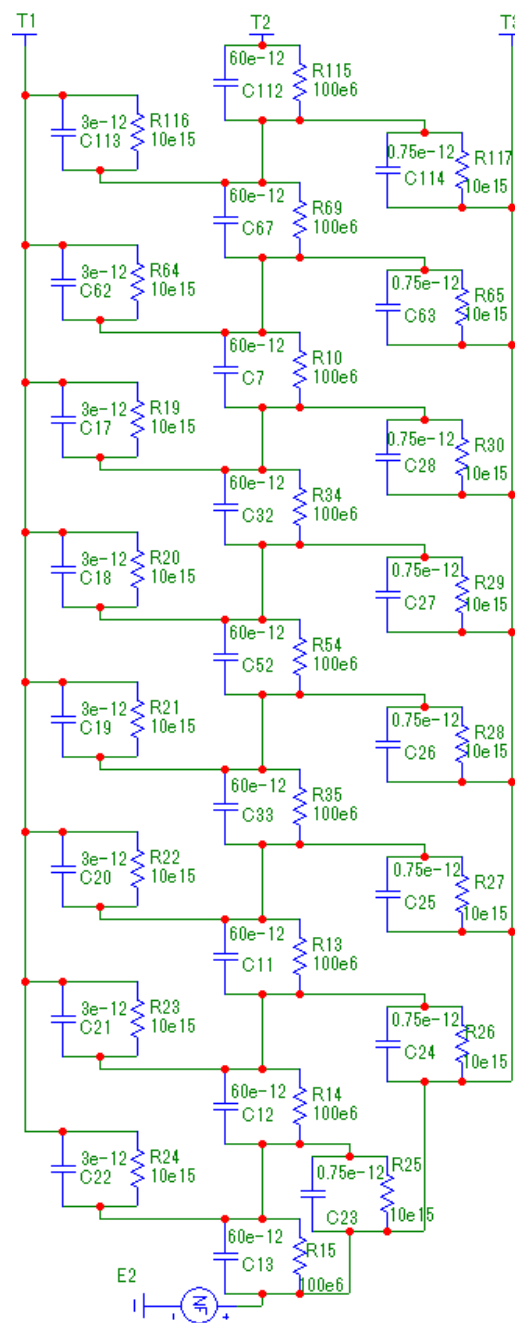 T1
T2
T3
60e-12
C112
R115
100e6
3e-12
C113
R116
10e15
0.75e-12
C114
R117
10e15
60e-12
C67
R69
100e6
3e-12
C62
R64
10e15
0.75e-12
C63
R65
10e15
60e-12
C7
R10
100e6
3e-12
C17
R19
10e15
0.75e-12
C28
R30
10e15
60e-12
C32
R34
100e6
3e-12
C18
R20
10e15
0.75e-12
C27
R29
10e15
60e-12
C52
R54
100e6
3e-12
C19
R21
10e15
0.75e-12
C26
R28
10e15
60e-12
C33
R35
100e6
3e-12
C20
R22
10e15
0.75e-12
C25
R27
10e15
60e-12
C11
R13
100e6
3e-12
C21
R23
10e15
0.75e-12
C24
R26
10e15
60e-12
C12
R14
100e6
3e-12
C22
R24
10e15
0.75e-12
C23
R25
10e15
60e-12
C13
R15
100e6
E2
NF